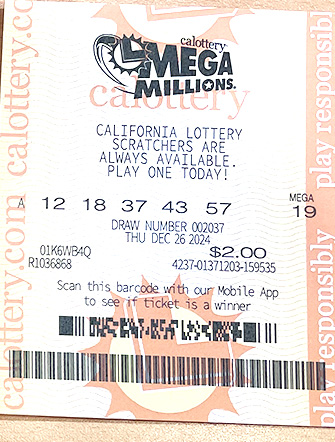 calottery
MEGA
MILLIONS
calottery
CALIFORNIA LOTTERY
SCRATCHERS ARE
ALWAYS AVAILABLE.
PLAY ONE TODAY!
A 12 18 37 43 57 MEGA 19
DRAW NUMBER 002037
THU DEC 26 2024
01K6WB4Q $2.00
R1036868 4237-01371203-159535
Scan this barcode with our Mobile App
to see if ticket is a winner
calottery.com calottery.com
play responsibly play responsibly